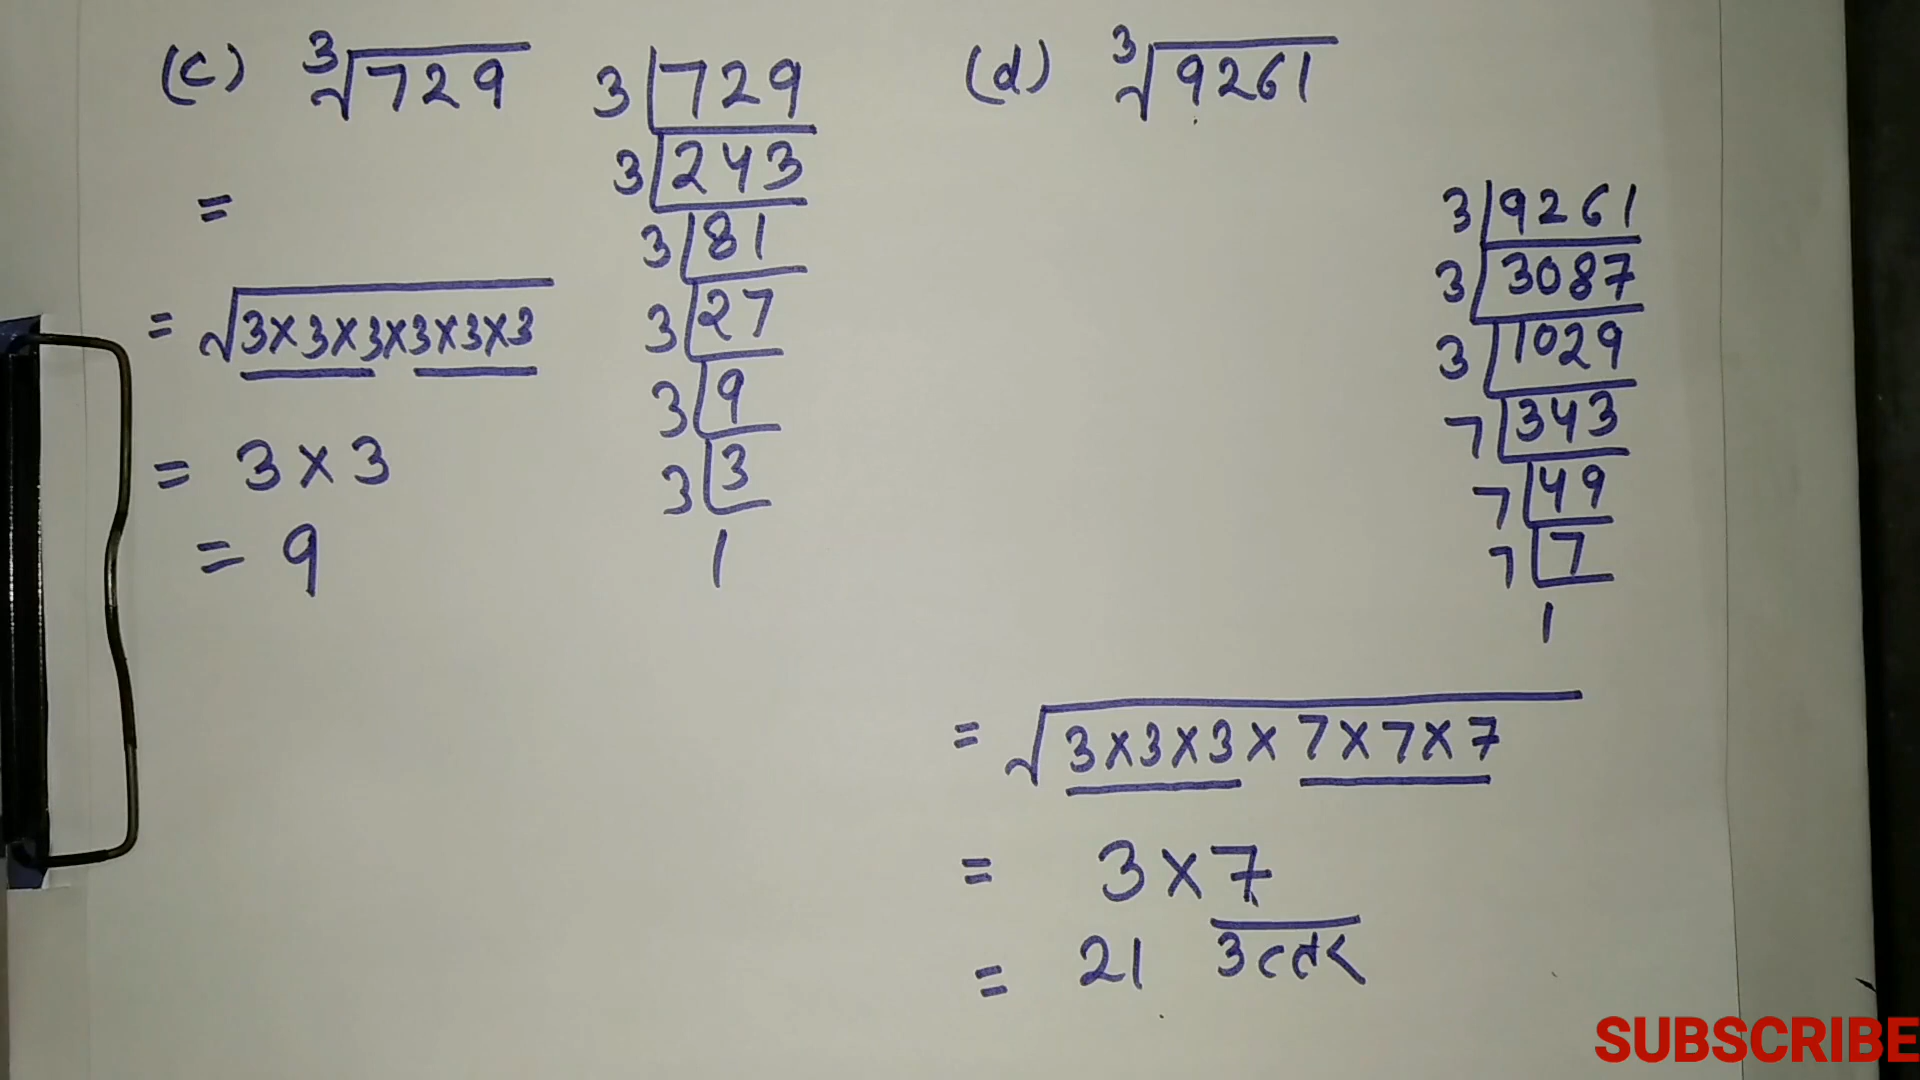 (c) ∛729
=
= √3×3×3×3×3×3
= 3×3
= 9
3 | 729
3 | 243
3 | 81
3 | 27
3 | 9
3 | 3
1
(d) ∛9261
3 | 9261
3 | 3087
3 | 1029
7 | 343
7 | 49
7 | 7
1
= √3×3×3×7×7×7
= 3×7
= 21 उत्तर
SUBSCRIBE